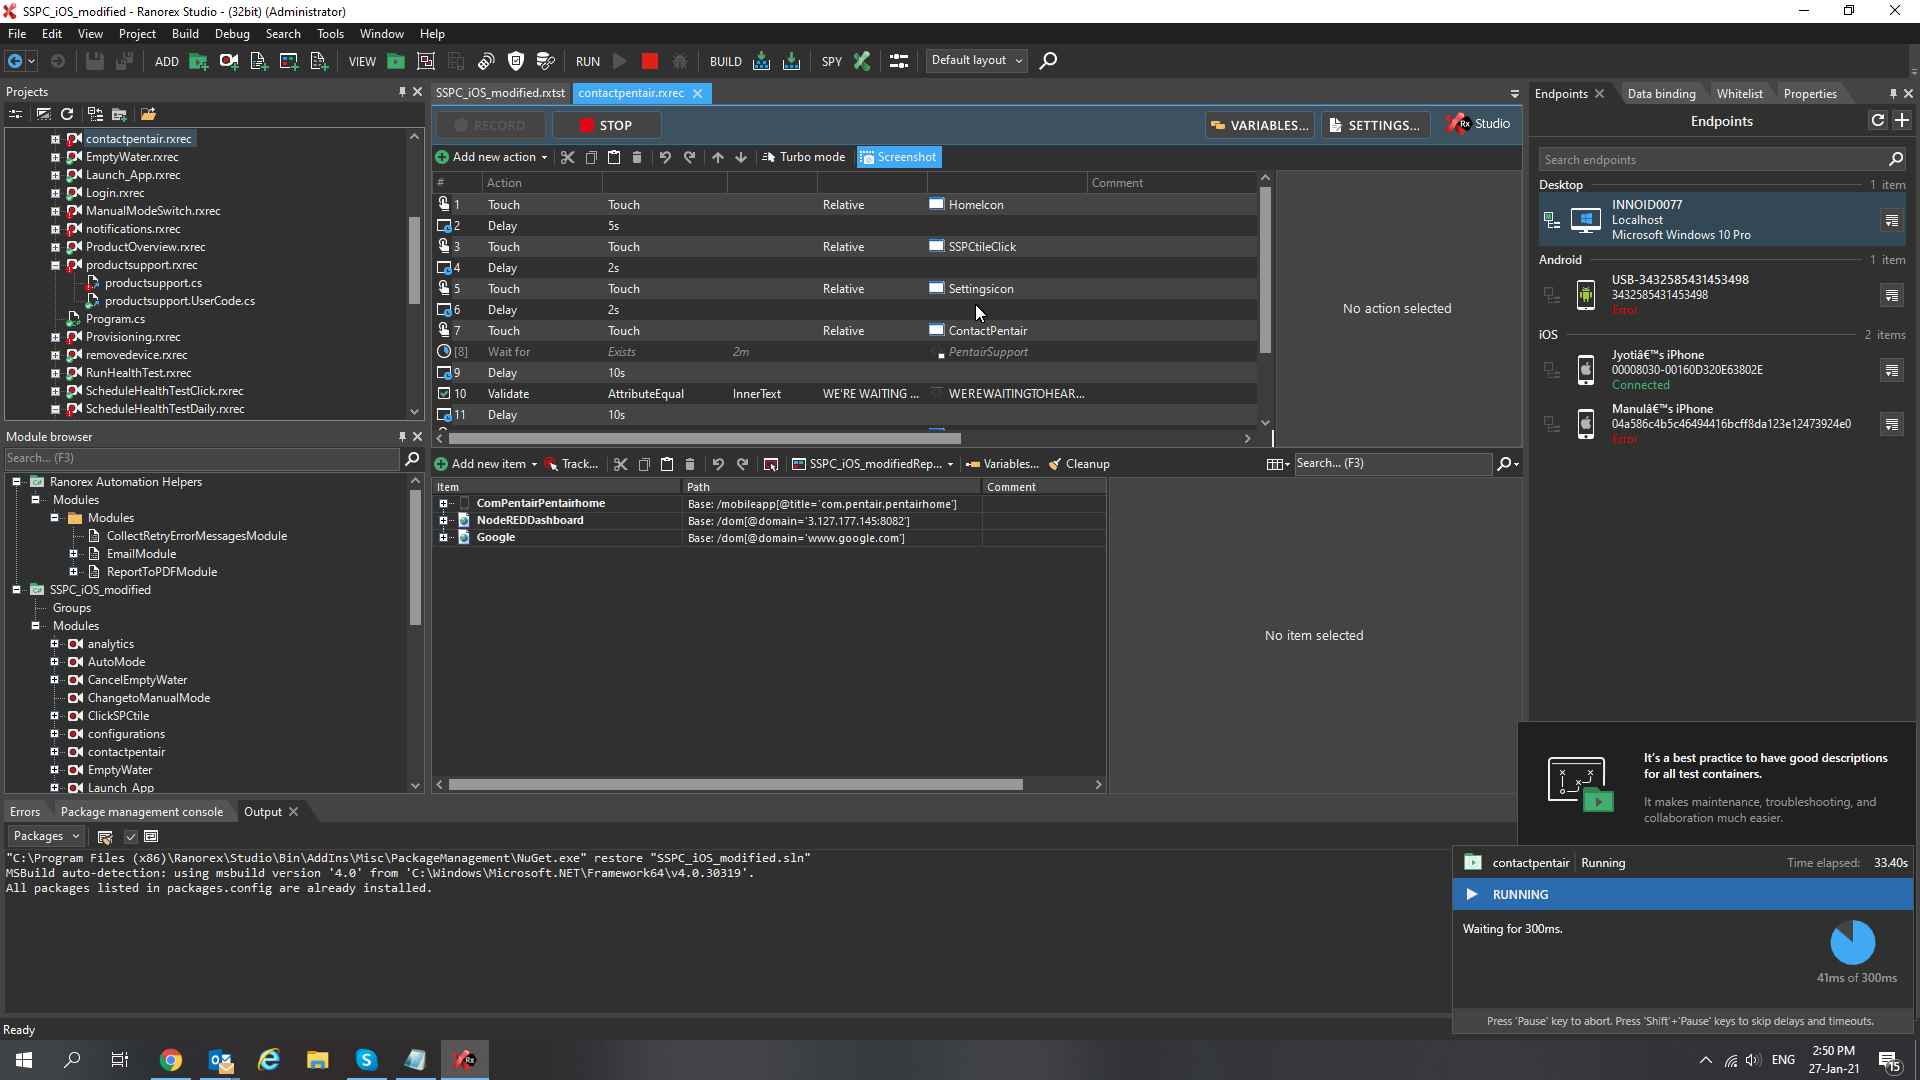 SSPC_iOS_modified - Ranorex Studio - (32bit) (Administrator)
File Edit View Project Build Debug Search Tools Window Help
ADD VIEW RUN BUILD SPY Default layout
Projects
contactpentair.rxrec
EmptyWater.rxrec
Launch_App.rxrec
Login.rxrec
ManualModeSwitch.rxrec
notifications.rxrec
ProductOverview.rxrec
productsupport.rxrec
productsupport.cs
productsupport.UserCode.cs
Program.cs
Provisioning.rxrec
removedevice.rxrec
RunHealthTest.rxrec
ScheduleHealthTestClick.rxrec
ScheduleHealthTestDaily.rxrec
Module browser
Search... (F3)
Ranorex Automation Helpers
Modules
Modules
CollectRetryErrorMessagesModule
EmailModule
ReportToPDFModule
SSPC_iOS_modified
Groups
Modules
analytics
AutoMode
CancelEmptyWater
ChangetoManualMode
ClickSPCtile
configurations
contactpentair
EmptyWater
Launch_App
SSPC_iOS_modified.rxtst contactpentair.rxrec
RECORD STOP VARIABLES... SETTINGS... Rx Studio
Add new action Turbo mode Screenshot
# Action Comment
1 Touch Touch Relative HomeIcon
2 Delay 5s
3 Touch Touch Relative SSPCtileClick
4 Delay 2s
5 Touch Touch Relative Settingsicon
6 Delay 2s
7 Touch Touch Relative ContactPentair
[8] Wait for Exists 2m PentairSupport
9 Delay 10s
10 Validate AttributeEqual InnerText WE'RE WAITING ... WEREWAITINGTOHEAR...
11 Delay 10s
No action selected
Add new item Track... SSPC_iOS_modifiedRep... Variables... Cleanup Search... (F3)
Item Path Comment
ComPentairPentairhome Base: /mobileapp[@title='com.pentair.pentairhome']
NodeREDDashboard Base: /dom[@domain='3.127.177.145:8082']
Google Base: /dom[@domain='www.google.com']
No item selected
Endpoints Data binding Whitelist Properties
Endpoints
Search endpoints
Desktop 1 item
INNOID0077
Localhost
Microsoft Windows 10 Pro
Android 1 item
USB-3432585431453498
3432585431453498
Error
iOS 2 items
Jyotiâ€™s iPhone
00008030-00160D320E63802E
Connected
Manulâ€™s iPhone
04a586c4b5c46494416bcff8da123e12473924e0
Error
It's a best practice to have good descriptions
for all test containers.
It makes maintenance, troubleshooting, and
collaboration much easier.
contactpentair Running Time elapsed: 33.40s
RUNNING
Waiting for 300ms.
41ms of 300ms
Press 'Pause' key to abort. Press 'Shift'+'Pause' keys to skip delays and timeouts.
Errors Package management console Output
Packages
"C:\Program Files (x86)\Ranorex\Studio\Bin\AddIns\Misc\PackageManagement\NuGet.exe" restore "SSPC_iOS_modified.sln"
MSBuild auto-detection: using msbuild version '4.0' from 'C:\Windows\Microsoft.NET\Framework64\v4.0.30319'.
All packages listed in packages.config are already installed.
Ready
ENG
2:50 PM
27-Jan-21
15